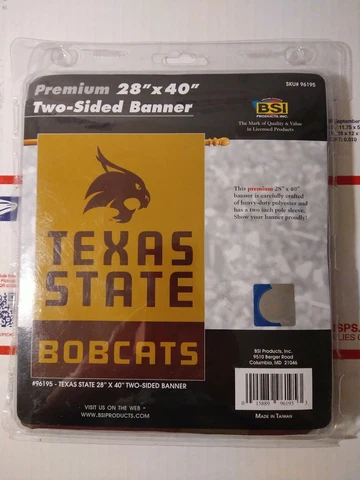 Premium 28" x 40"
Two-Sided Banner
SKU# 96195
BSI
PRODUCTS, INC.
The Mark of Quality & Value
in Licensed Products
TEXAS
STATE
BOBCATS
This premium 28" x 40"
banner is carefully crafted
of heavy-duty polyester and
has a two inch pole sleeve.
Show your banner proudly!
#96195 - TEXAS STATE 28" X 40" TWO-SIDED BANNER
VISIT US ON THE WEB •
WWW.BSIPRODUCTS.COM
BSI Products, Inc.
9510 Berger Road
Columbia, MD 21046
MADE IN TAIWAN